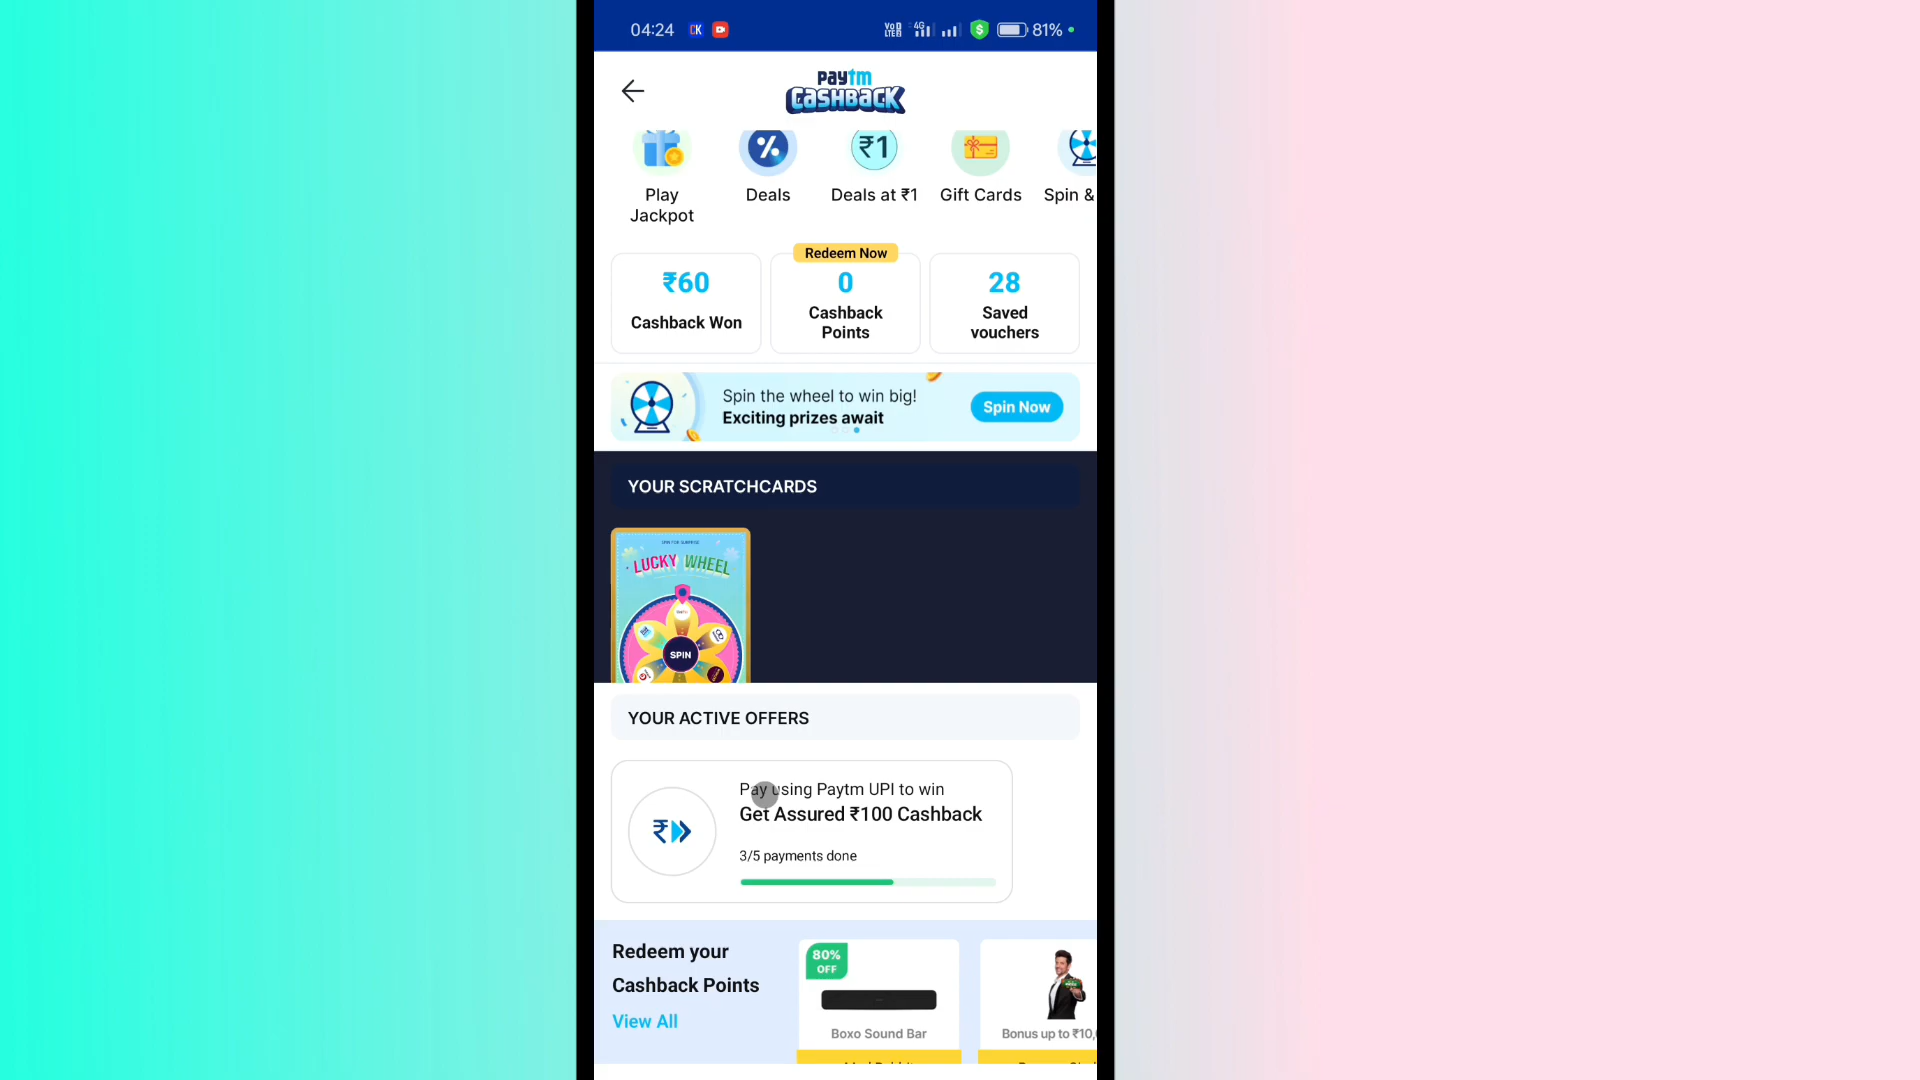 04:24
CK
4G
81%
paytm
CASHBACK
₹1
Play
Jackpot
Deals
Deals at ₹1
Gift Cards
Spin &
Redeem Now
₹60
0
28
Cashback Won
Cashback
Points
Saved
vouchers
Spin the wheel to win big!
Exciting prizes await
Spin Now
YOUR SCRATCHCARDS
LUCKY WHEEL
SPIN
YOUR ACTIVE OFFERS
Pay using Paytm UPI to win
Get Assured ₹100 Cashback
3/5 payments done
Redeem your
Cashback Points
View All
80%
OFF
Boxo Sound Bar
Bonus up to ₹10,